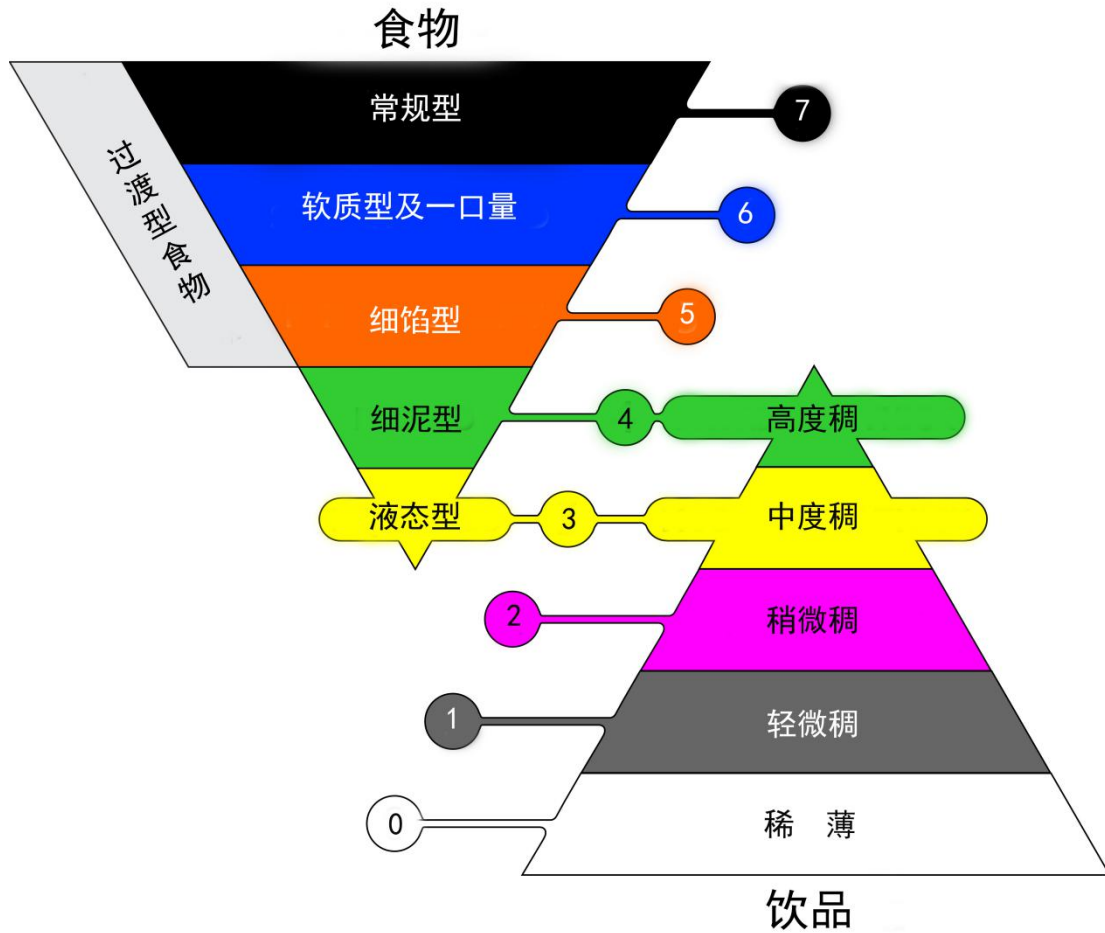 食物
常规型
7
过渡型食物
软质型及一口量
6
细馅型
5
细泥型
4
高度稠
液态型
3
中度稠
2
稍微稠
1
轻微稠
0
稀 薄
饮品